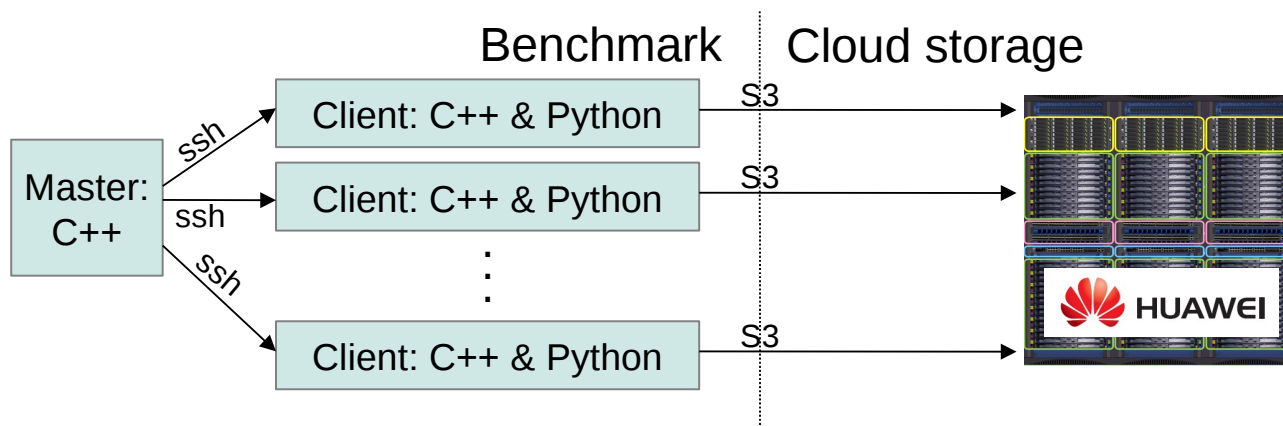 Benchmark
Cloud storage
Client: C++ & Python
S3
ssh
Master:
C++
Client: C++ & Python
S3
ssh
ssh
Client: C++ & Python
S3
HUAWEI